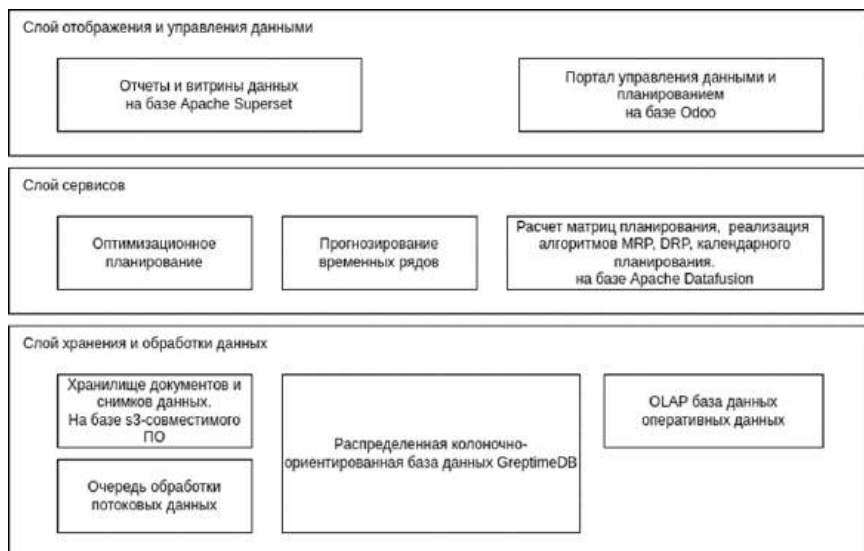 Слой отображения и управления данными
Отчеты и витрины данных
на базе Apache Superset
Портал управления данными и
планированием
на базе Odoo
Слой сервисов
Оптимизационное
планирование
Прогнозирование
временных рядов
Расчет матриц планирования, реализация
алгоритмов MRP, DRP, календарного
планирования.
на базе Apache Datafusion
Слой хранения и обработки данных
Хранилище документов и
снимков данных.
На базе s3-совместимого
ПО
Очередь обработки
потоковых данных
Распределенная колоночно-
ориентированная база данных GreptimeDB
OLAP база данных
оперативных данных